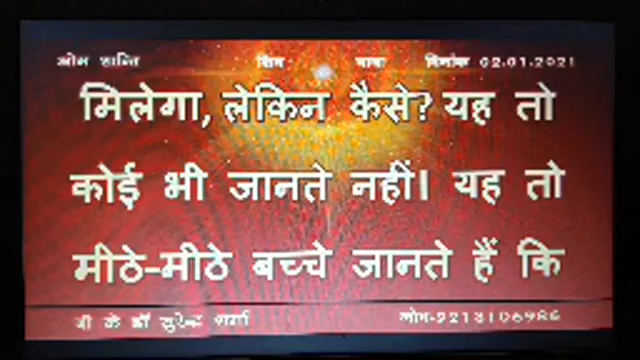 ओम शान्ति शिव बाबा दिनांक 02.01.2021
मिलेगा, लेकिन कैसे? यह तो
कोई भी जानते नहीं। यह तो
मीठे-मीठे बच्चे जानते हैं कि
बी के डॉ सुरेन्द्र शर्मा